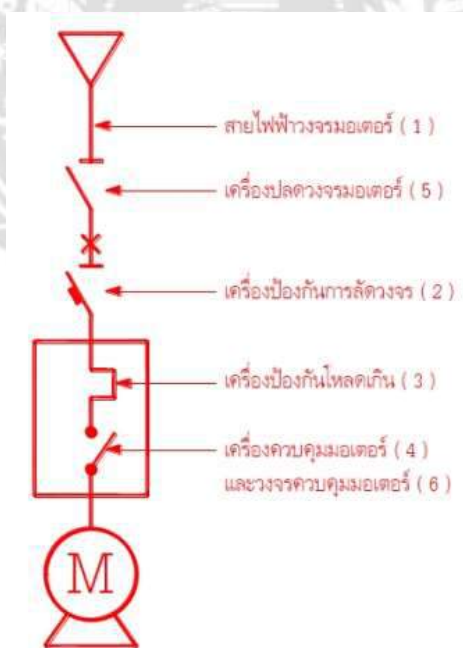 สายไฟฟ้าวงจรมอเตอร์ ( 1 )
เครื่องปลดวงจรมอเตอร์ ( 5 )
เครื่องป้องกันการลัดวงจร ( 2 )
เครื่องป้องกันโหลดเกิน ( 3 )
เครื่องควบคุมมอเตอร์ ( 4 )
และวงจรควบคุมมอเตอร์ ( 6 )
M